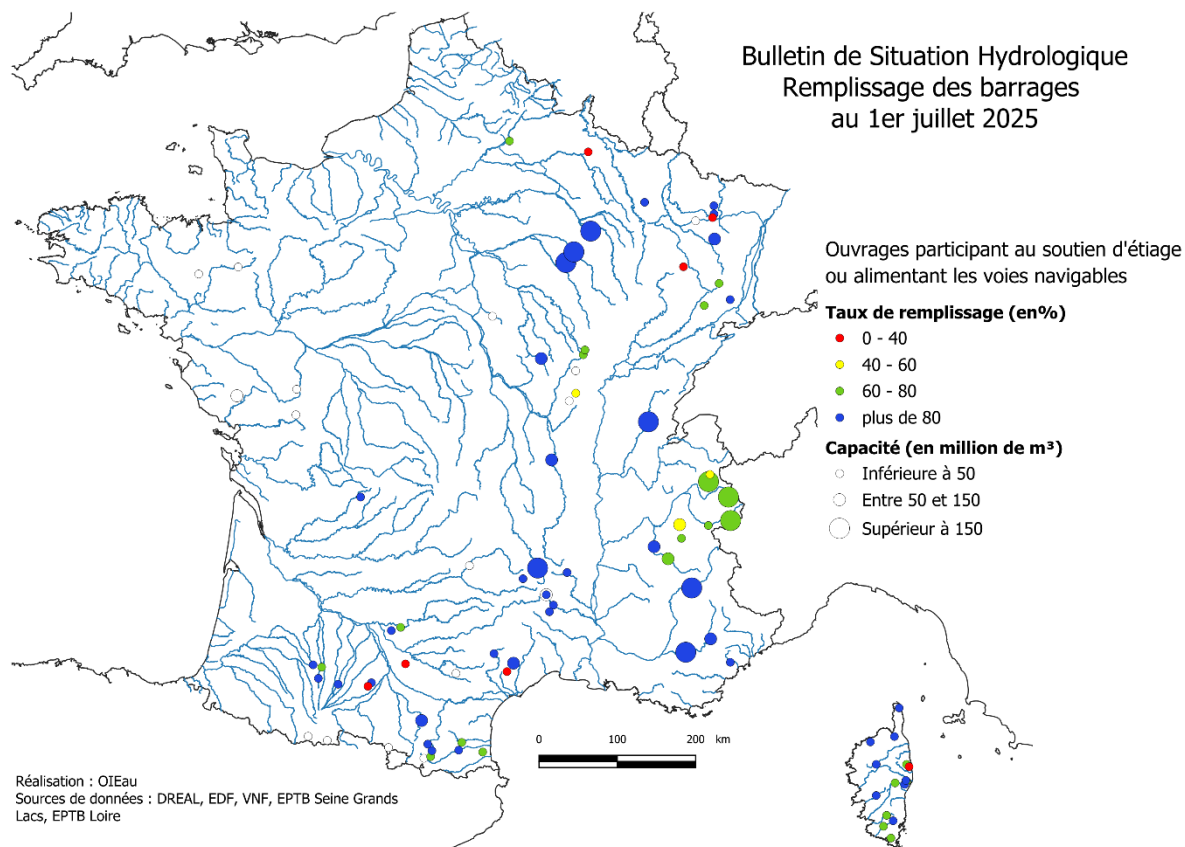 Bulletin de Situation Hydrologique
Remplissage des barrages
au 1er juillet 2025
Ouvrages participant au soutien d'étiage
ou alimentant les voies navigables
Taux de remplissage (en%)
0 - 40
40 - 60
60 - 80
plus de 80
Capacité (en million de m³)
Inférieure à 50
Entre 50 et 150
Supérieur à 150
0 100 200 km
Réalisation : OIEau
Sources de données : DREAL, EDF, VNF, EPTB Seine Grands
Lacs, EPTB Loire